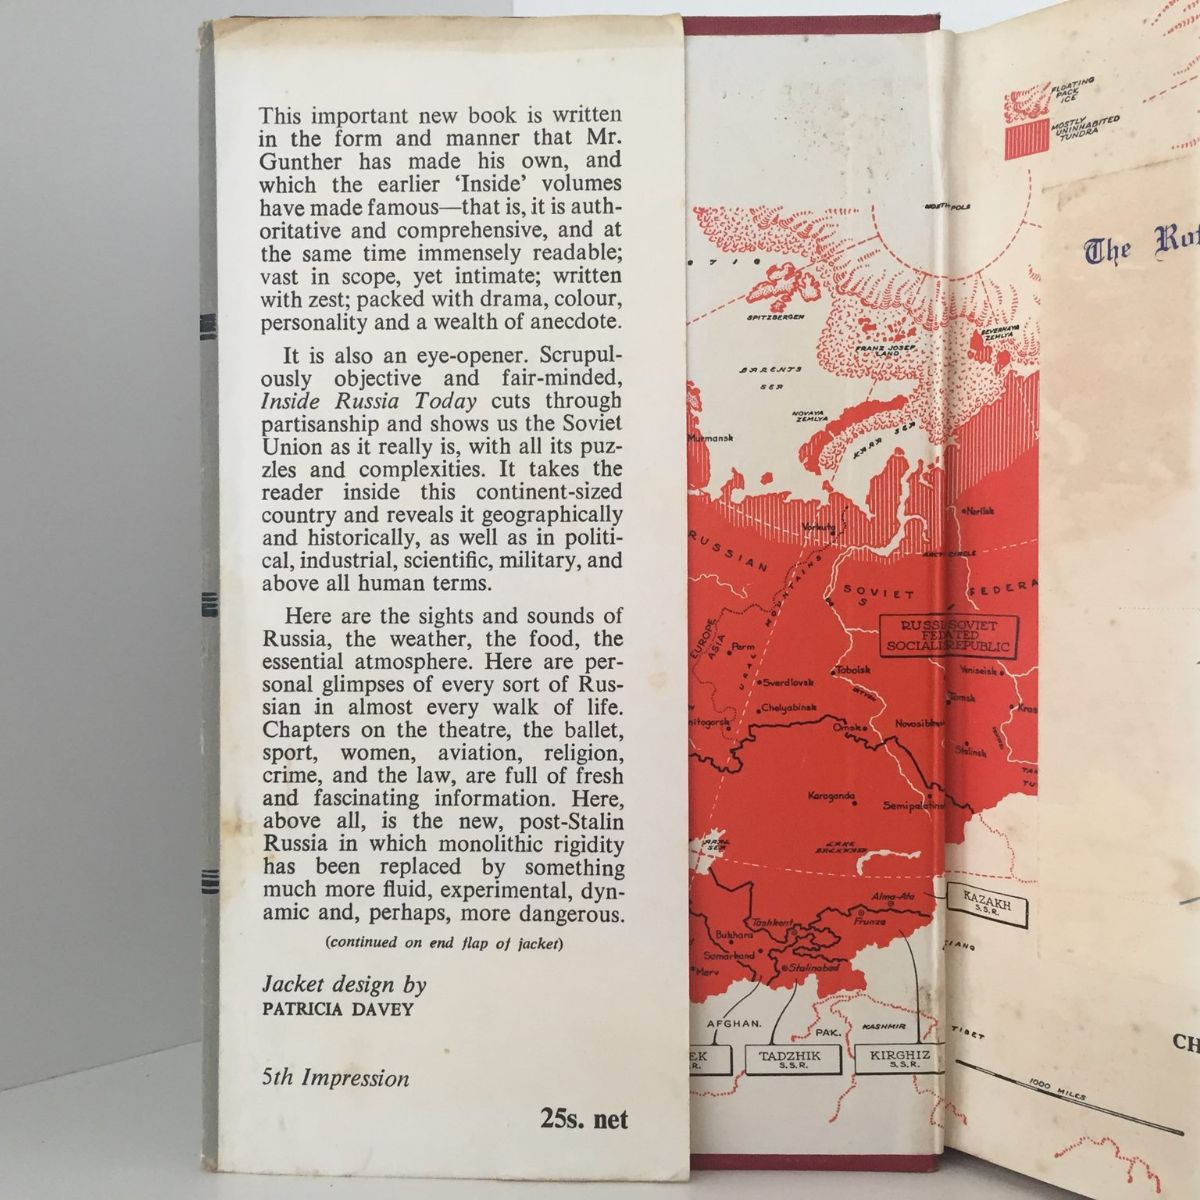 This important new book is written
in the form and manner that Mr.
Gunther has made his own, and
which the earlier ‘Inside’ volumes
have made famous—that is, it is auth-
oritative and comprehensive, and at
the same time immensely readable;
vast in scope, yet intimate; written
with zest; packed with drama, colour,
personality and a wealth of anecdote.
It is also an eye-opener. Scrupul-
ously objective and fair-minded,
Inside Russia Today cuts through
partisanship and shows us the Soviet
Union as it really is, with all its puz-
zles and complexities. It takes the
reader inside this continent-sized
country and reveals it geographically
and historically, as well as in politi-
cal, industrial, scientific, military, and
above all human terms.
Here are the sights and sounds of
Russia, the weather, the food, the
essential atmosphere. Here are per-
sonal glimpses of every sort of Rus-
sian in almost every walk of life.
Chapters on the theatre, the ballet,
sport, women, aviation, religion,
crime, and the law, are full of fresh
and fascinating information. Here,
above all, is the new, post-Stalin
Russia in which monolithic rigidity
has been replaced by something
much more fluid, experimental, dyn-
amic and, perhaps, more dangerous.
(continued on end flap of jacket)
Jacket design by
PATRICIA DAVEY
5th Impression
25s. net
FLOATING
PACK
ICE
MOSTLY
UNINHABITED
TUNDRA
The
SPITZBERGEN
FRANZ JOSEF
LAND
SEVERNAYA
ZEMLYA
BARENTS
SEA
NOVAYA
ZEMLYA
KARA SEA
Murmansk
Norilsk
Vorkuta
ARCTIC CIRCLE
RUSSIAN
SOVIET
URAL MOUNTAINS
EUROPE
ASIA
Perm
Sverdlovsk
Chelyabinsk
Tobolsk
Omsk
Yeniseisk
Tomsk
Stalinsk
Karaganda
ARAL
SEA
LAKE
Alma-Ata
Frunze
Tashkent
Bukhara
Samarkand
Merv
Stalinabad
KAZAKH
S.S.R.
AFGHAN.
PAK.
KASHMIR
TIBET
TADZHIK
S.S.R.
KIRGHIZ
S.S.R.
1000 MILES
CH